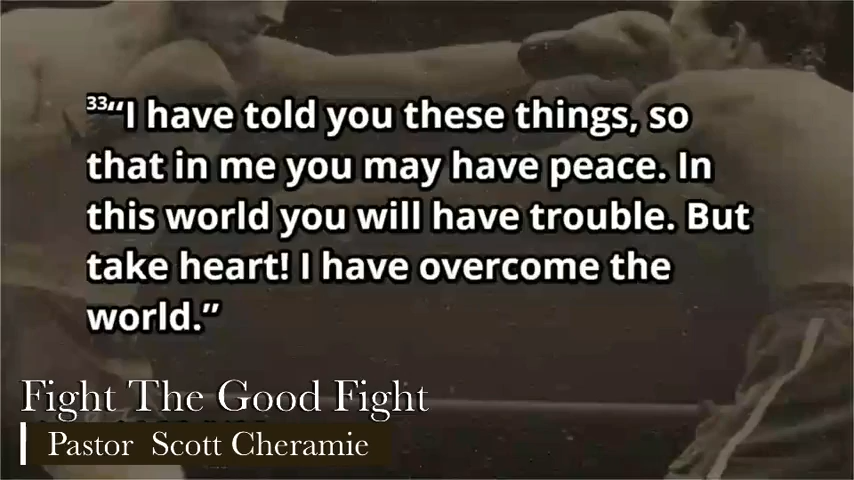 33“I have told you these things, so
that in me you may have peace. In
this world you will have trouble. But
take heart! I have overcome the
world.”
Fight The Good Fight
Pastor Scott Cheramie